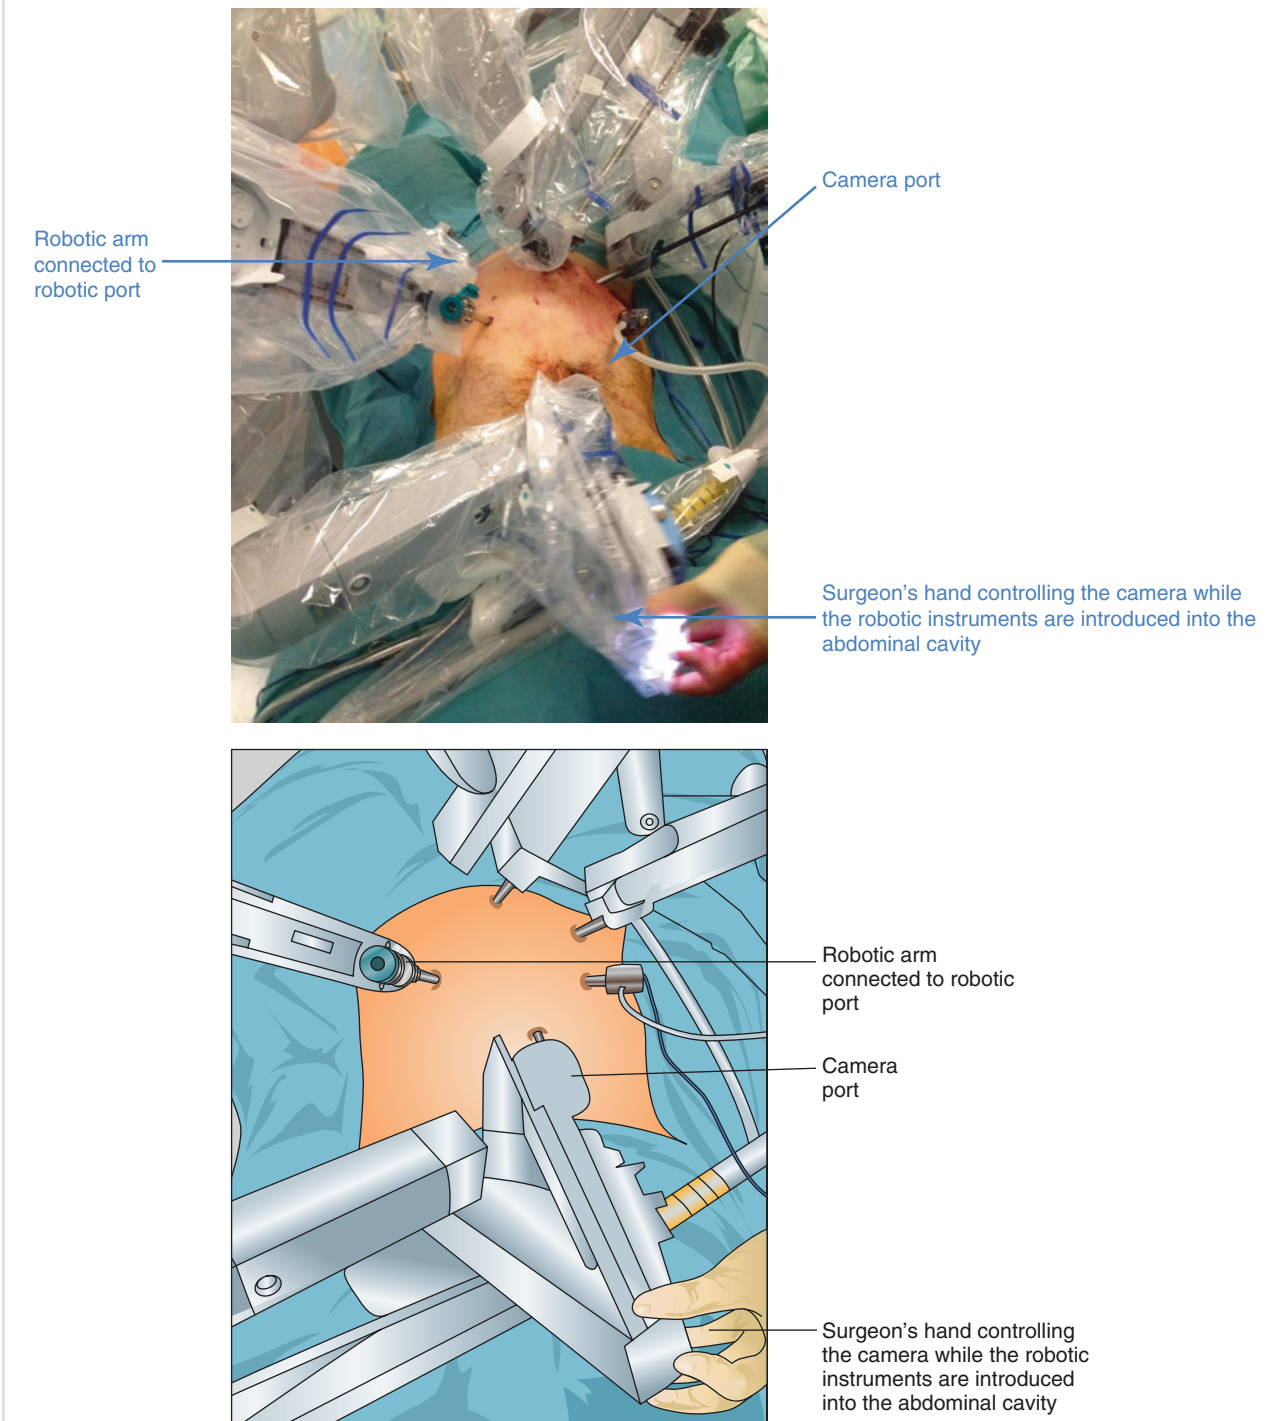 Camera port
Robotic arm
connected to
robotic port
Surgeon’s hand controlling the camera while
the robotic instruments are introduced into the
abdominal cavity
Robotic arm
connected to robotic
port
Camera
port
Surgeon’s hand controlling
the camera while the robotic
instruments are introduced
into the abdominal cavity